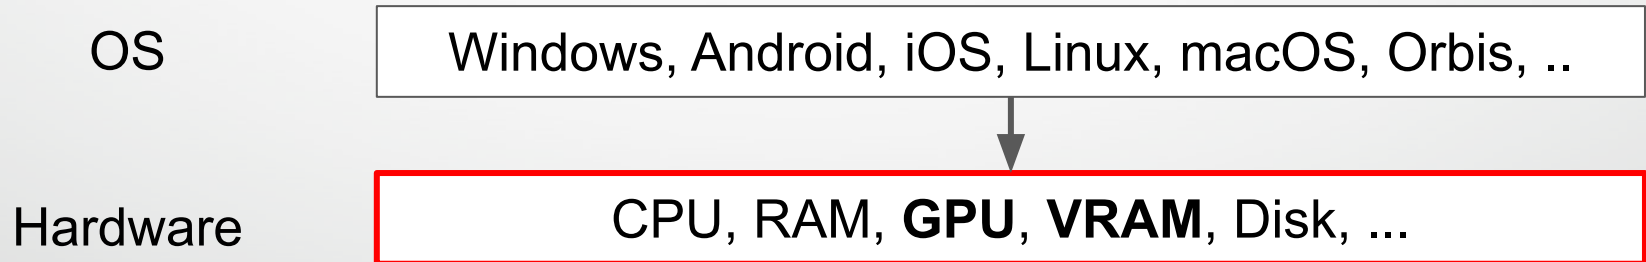 OS
Windows, Android, iOS, Linux, macOS, Orbis, ..
Hardware
CPU, RAM, GPU, VRAM, Disk, ...